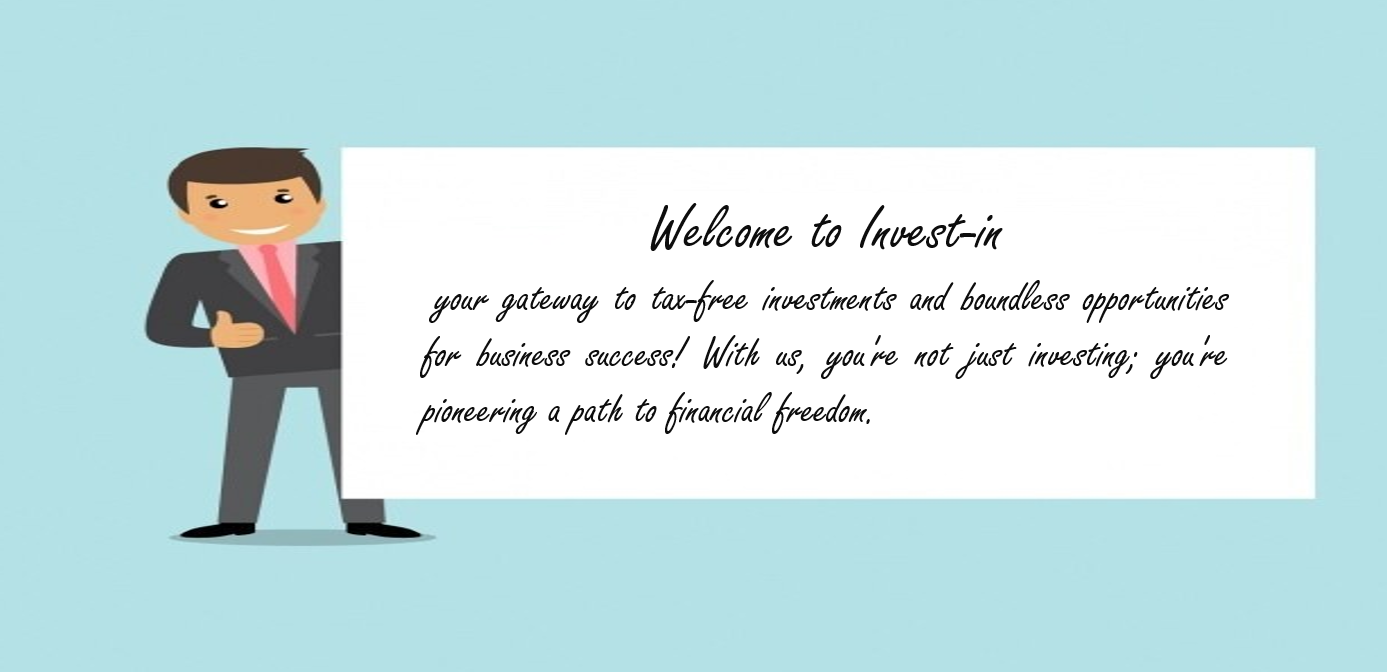 Welcome to Invest-in
your gateway to tax-free investments and boundless opportunities
for business success! With us, you're not just investing; you're
pioneering a path to financial freedom.